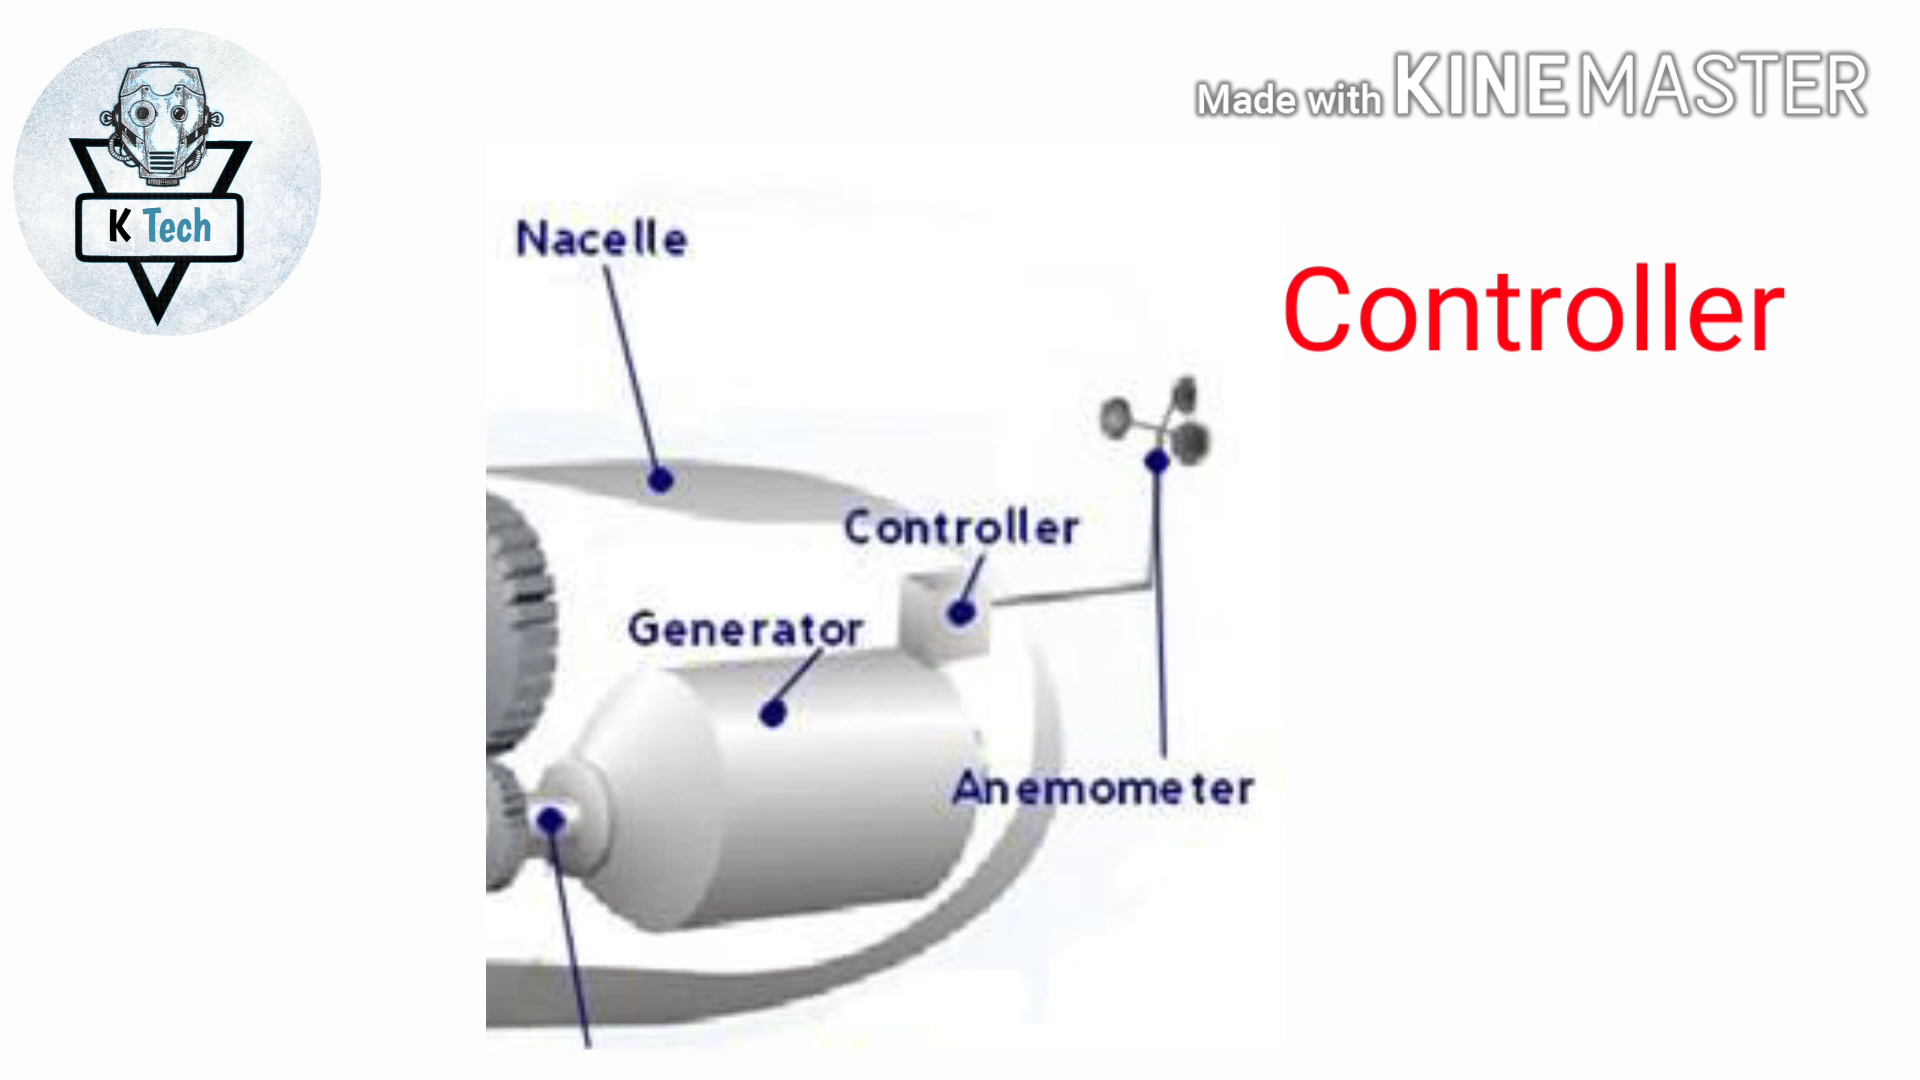 K Tech
Made with KINEMASTER
Nacelle
Controller
Controller
Generator
Anemometer